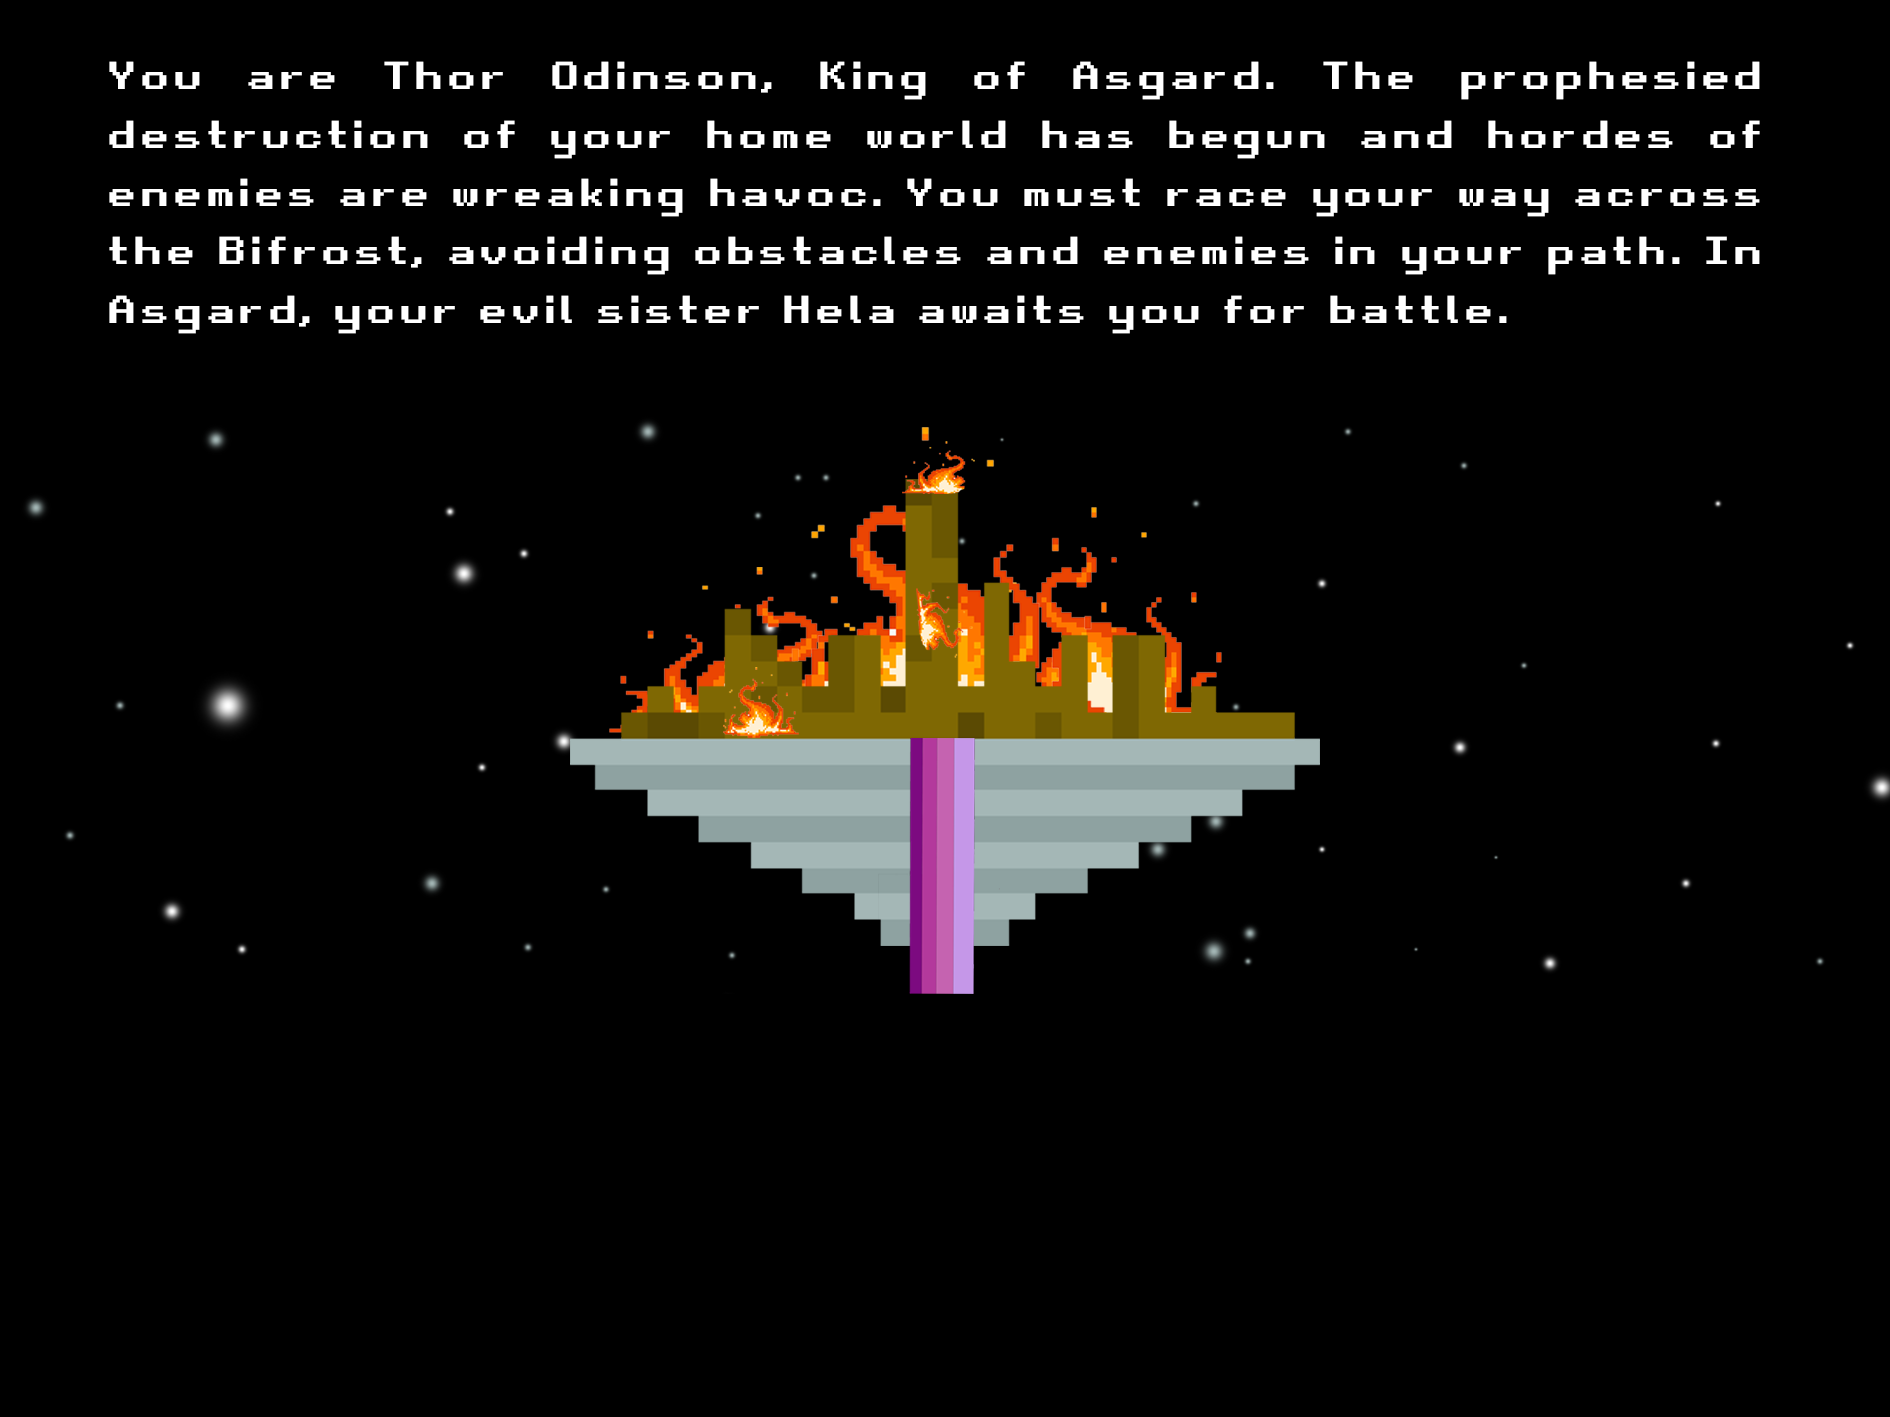 You are Thor Odinson, King of Asgard. The prophesied
destruction of your home world has begun and hordes of
enemies are wreaking havoc. You must race your way across
the Bifrost, avoiding obstacles and enemies in your path. In
Asgard, your evil sister Hela awaits you for battle.